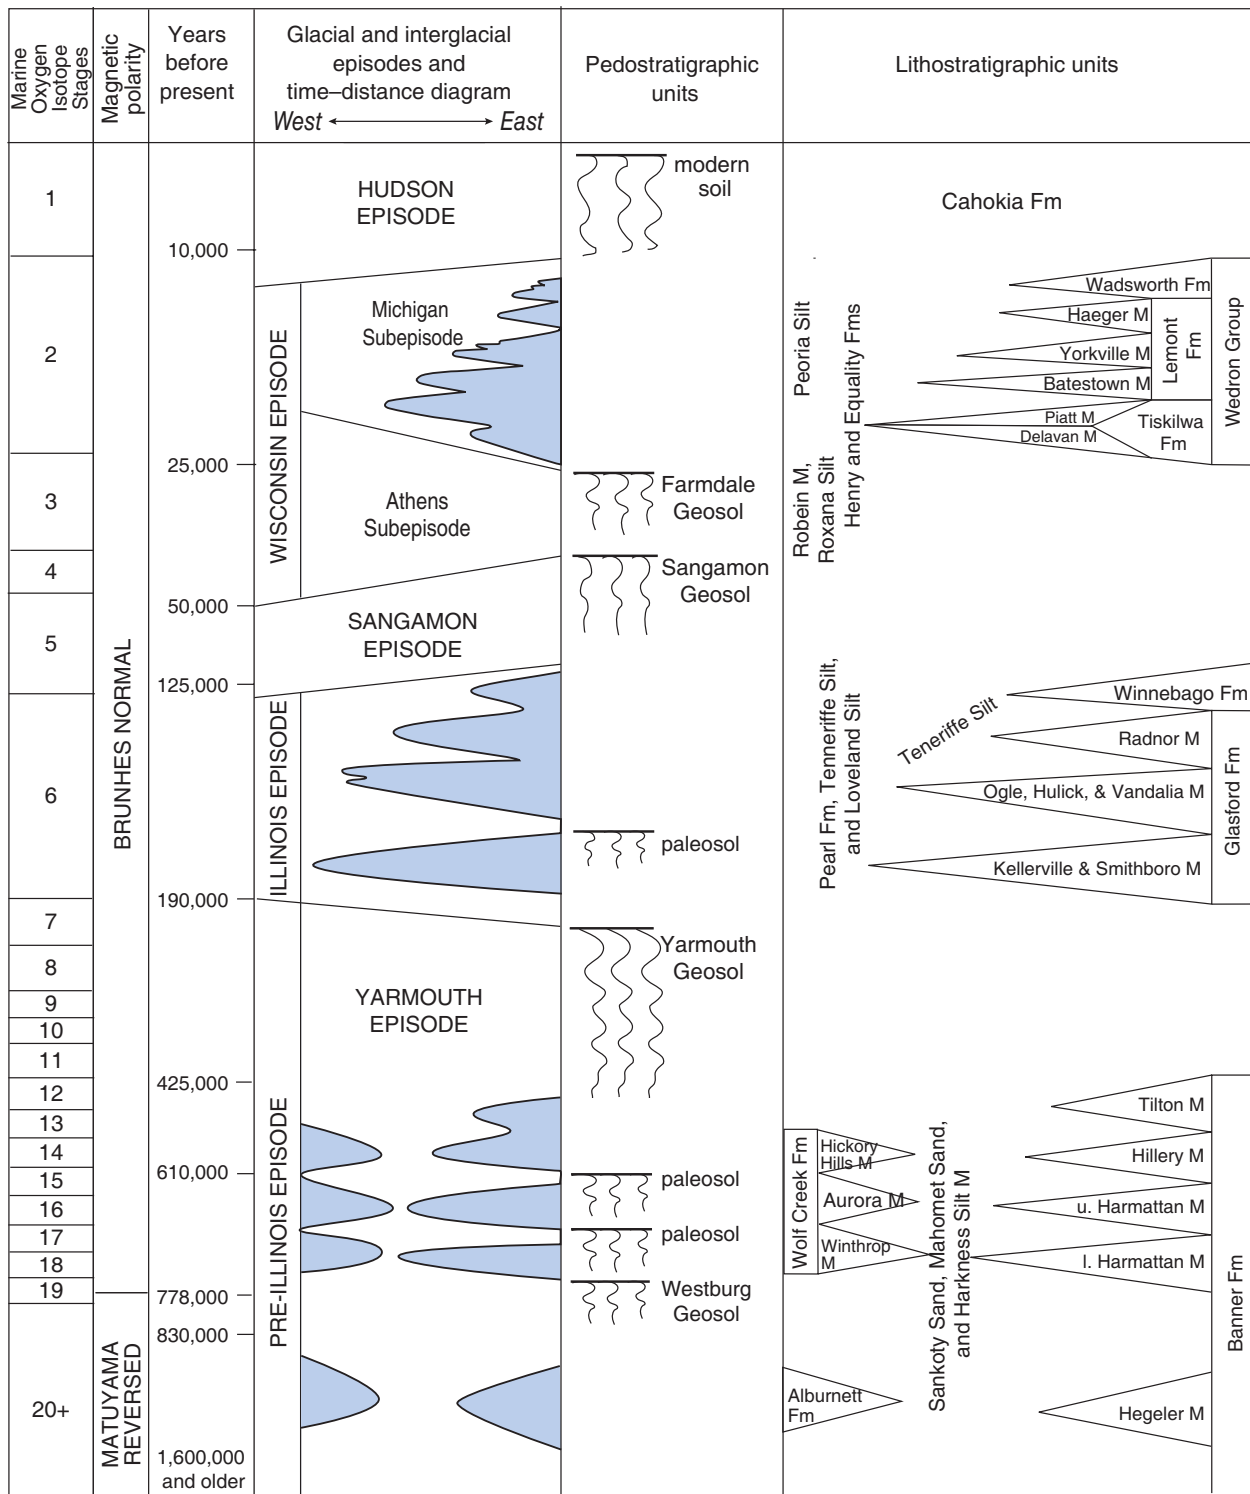 Marine
Oxygen
Isotope
Stages
Magnetic
polarity
Years
before
present
Glacial and interglacial
episodes and
time–distance diagram
West
East
Pedostratigraphic
units
Lithostratigraphic units
1
2
3
4
5
6
7
8
9
10
11
12
13
14
15
16
17
18
19
20+
BRUNHES NORMAL
MATUYAMA
REVERSED
10,000
25,000
50,000
125,000
190,000
425,000
610,000
778,000
830,000
1,600,000
and older
HUDSON
EPISODE
WISCONSIN EPISODE
Michigan
Subepisode
Athens
Subepisode
SANGAMON
EPISODE
ILLINOIS EPISODE
YARMOUTH
EPISODE
PRE-ILLINOIS EPISODE
modern
soil
Farmdale
Geosol
Sangamon
Geosol
paleosol
Yarmouth
Geosol
paleosol
paleosol
Westburg
Geosol
Cahokia Fm
Peoria Silt
Robein M,
Roxana Silt
Henry and Equality Fms
Wadsworth Fm
Haeger M
Yorkville M
Batestown M
Lemont
Fm
Piatt M
Delavan M
Tiskilwa
Fm
Wedron Group
Pearl Fm, Tenneriffe Silt,
and Loveland Silt
Teneriffe Silt
Winnebago Fm
Radnor M
Ogle, Hulick, & Vandalia M
Kellerville & Smithboro M
Glasford Fm
Wolf Creek Fm
Hickory
Hills M
Aurora M
Winthrop
M
Alburnett
Fm
Sankoty Sand, Mahomet Sand,
and Harkness Silt M
Tilton M
Hillery M
u. Harmattan M
l. Harmattan M
Hegeler M
Banner Fm